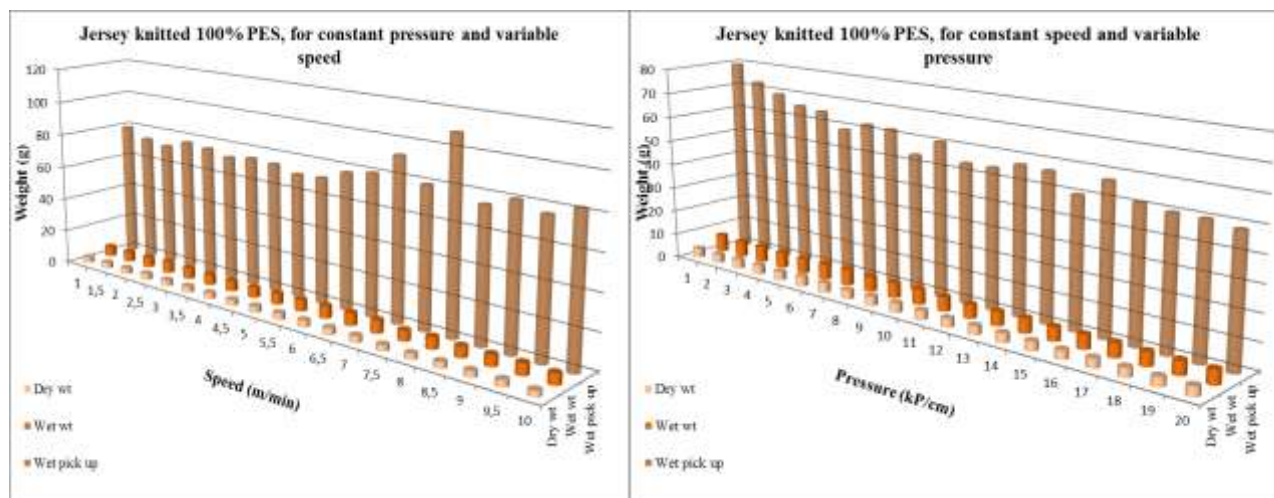 Jersey knitted 100% PES, for constant pressure and variable
speed
120
100
80
60
40
20
0
Weight (g)
1
1,5
2
2,5
3
3,5
4
4,5
5
5,5
6
6,5
7
7,5
8
8,5
9
9,5
10
Speed (m/min)
Dry wt
Wet wt
Wet pick up
Dry wt
Wet wt
Wet pick up
Jersey knitted 100% PES, for constant speed and variable
pressure
80
70
60
50
40
30
20
10
0
Weight (g)
1
2
3
4
5
6
7
8
9
10
11
12
13
14
15
16
17
18
19
20
Pressure (kP/cm)
Dry wt
Wet wt
Wet pick up
Dry wt
Wet wt
Wet pick up